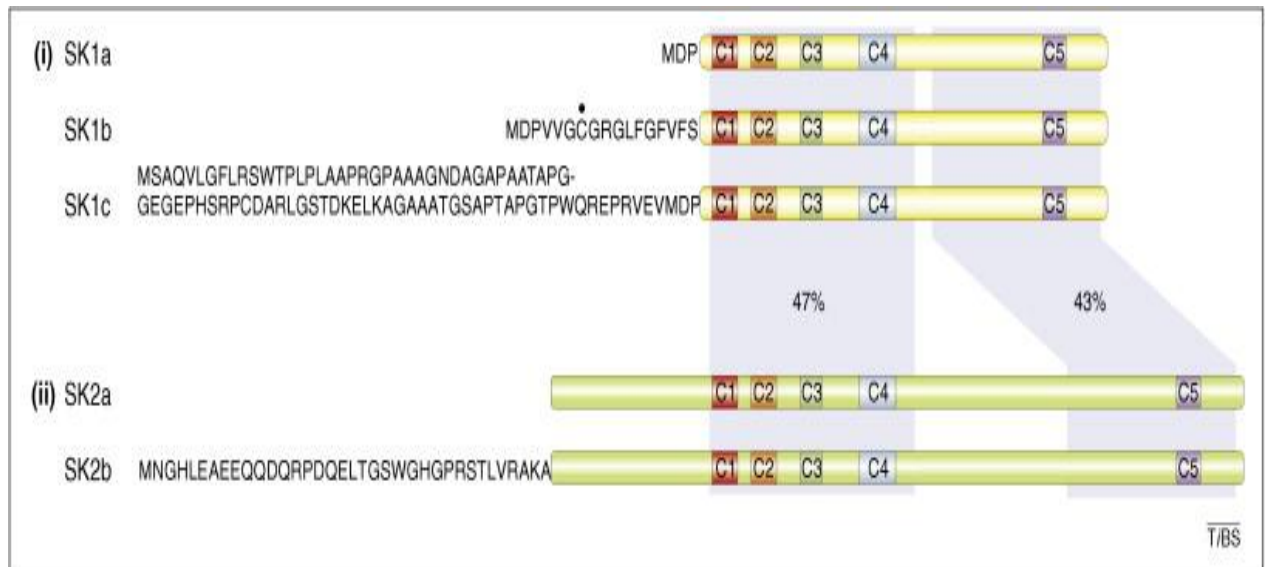 (i) SK1a MDP C1 C2 C3 C4 C5
SK1b MDPVVGCGRGLFGFVFS C1 C2 C3 C4 C5
MSAQVLGFLRSWTPLPLAAPRGPAAAGNDAGAPAATAPG-
SK1c GEGEPHSRPCDARLGSTDKELKAGAAATGSAPTAPGTPWQREPRVEVMDP C1 C2 C3 C4 C5
47% 43%
(ii) SK2a C1 C2 C3 C4 C5
SK2b MNGHLEAEEQQDQRPDQELTGSWGHGPRSTLVRAKA C1 C2 C3 C4 C5
T/BS